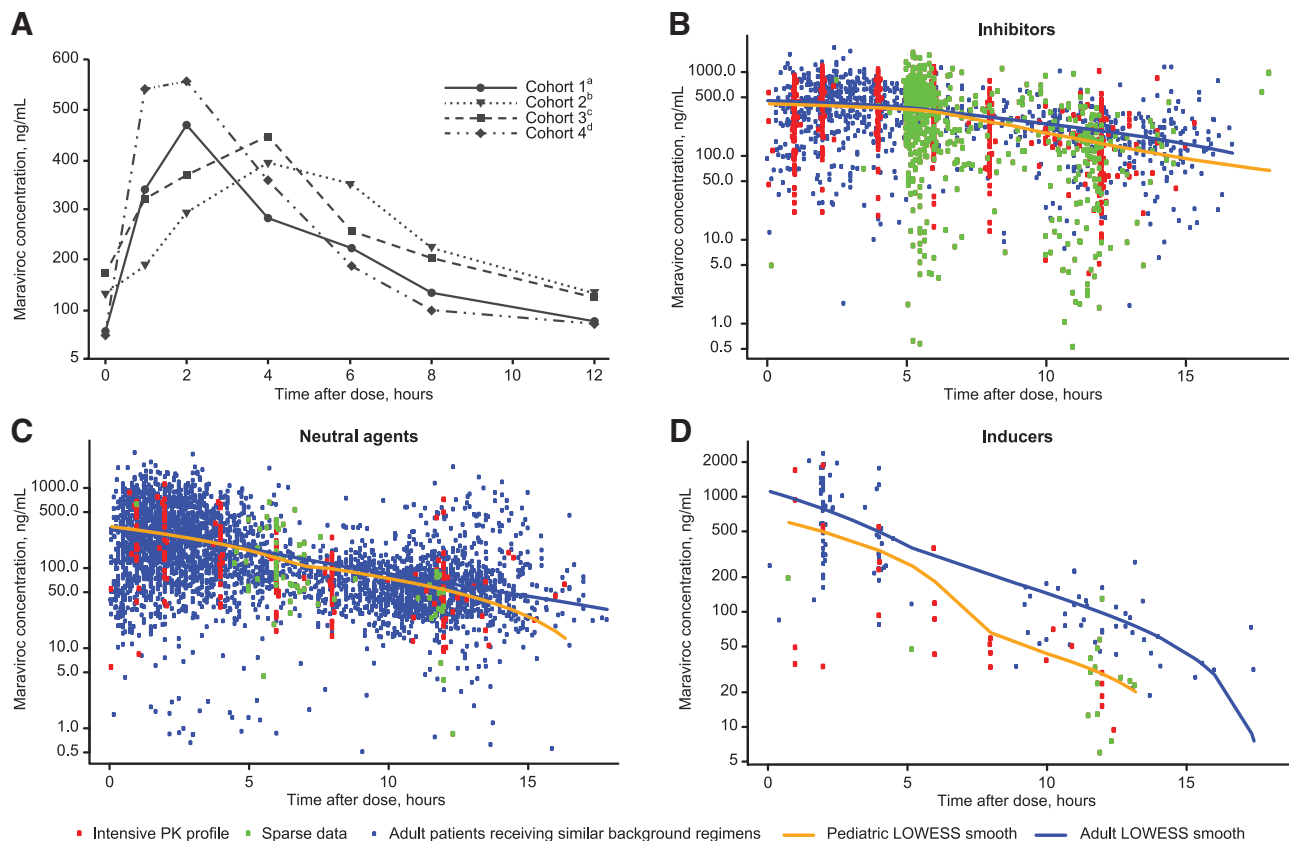 A
Maraviroc concentration, ng/mL
600
500
400
300
200
100
5
0
2
4
6
8
10
12
Time after dose, hours
Cohort 1a
Cohort 2b
Cohort 3c
Cohort 4d
B
Inhibitors
Maraviroc concentration, ng/mL
1000.0
500.0
100.0
50.0
10.0
5.0
1.0
0.5
0
5
10
15
Time after dose, hours
C
Neutral agents
Maraviroc concentration, ng/mL
1000.0
500.0
100.0
50.0
10.0
5.0
1.0
0.5
0
5
10
15
Time after dose, hours
D
Inducers
Maraviroc concentration, ng/mL
2000
1000
500
200
100
50
20
10
5
0
5
10
15
Time after dose, hours
Intensive PK profile
Sparse data
Adult patients receiving similar background regimens
Pediatric LOWESS smooth
Adult LOWESS smooth